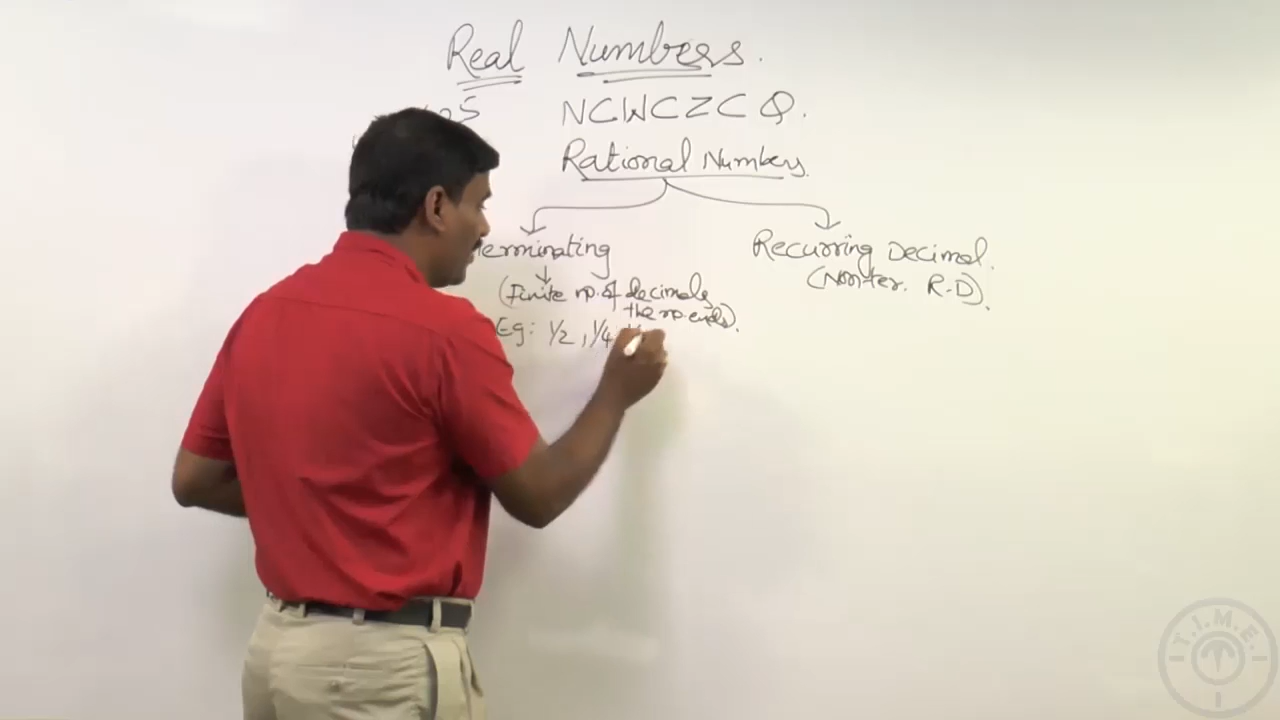 Real Numbers.
N C W C Z C Q.
Rational Numbers
erminating
Recurring Decimal.
(Finite no. of decimals
the no. ends).
(Non ter. R.D).
Eg: 1/2, 1/4,
T.I.M.E.